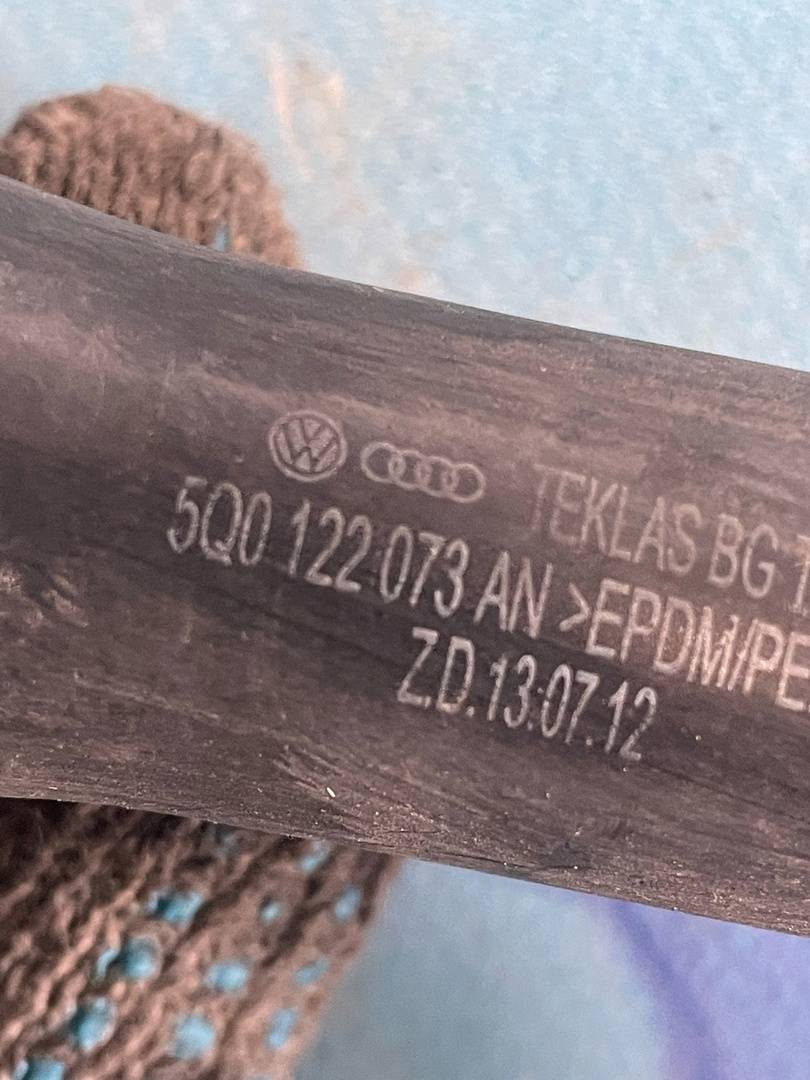 TEKLAS BG
5Q0 122 073 AN >EPDM/PE
Z.D.13.07.12